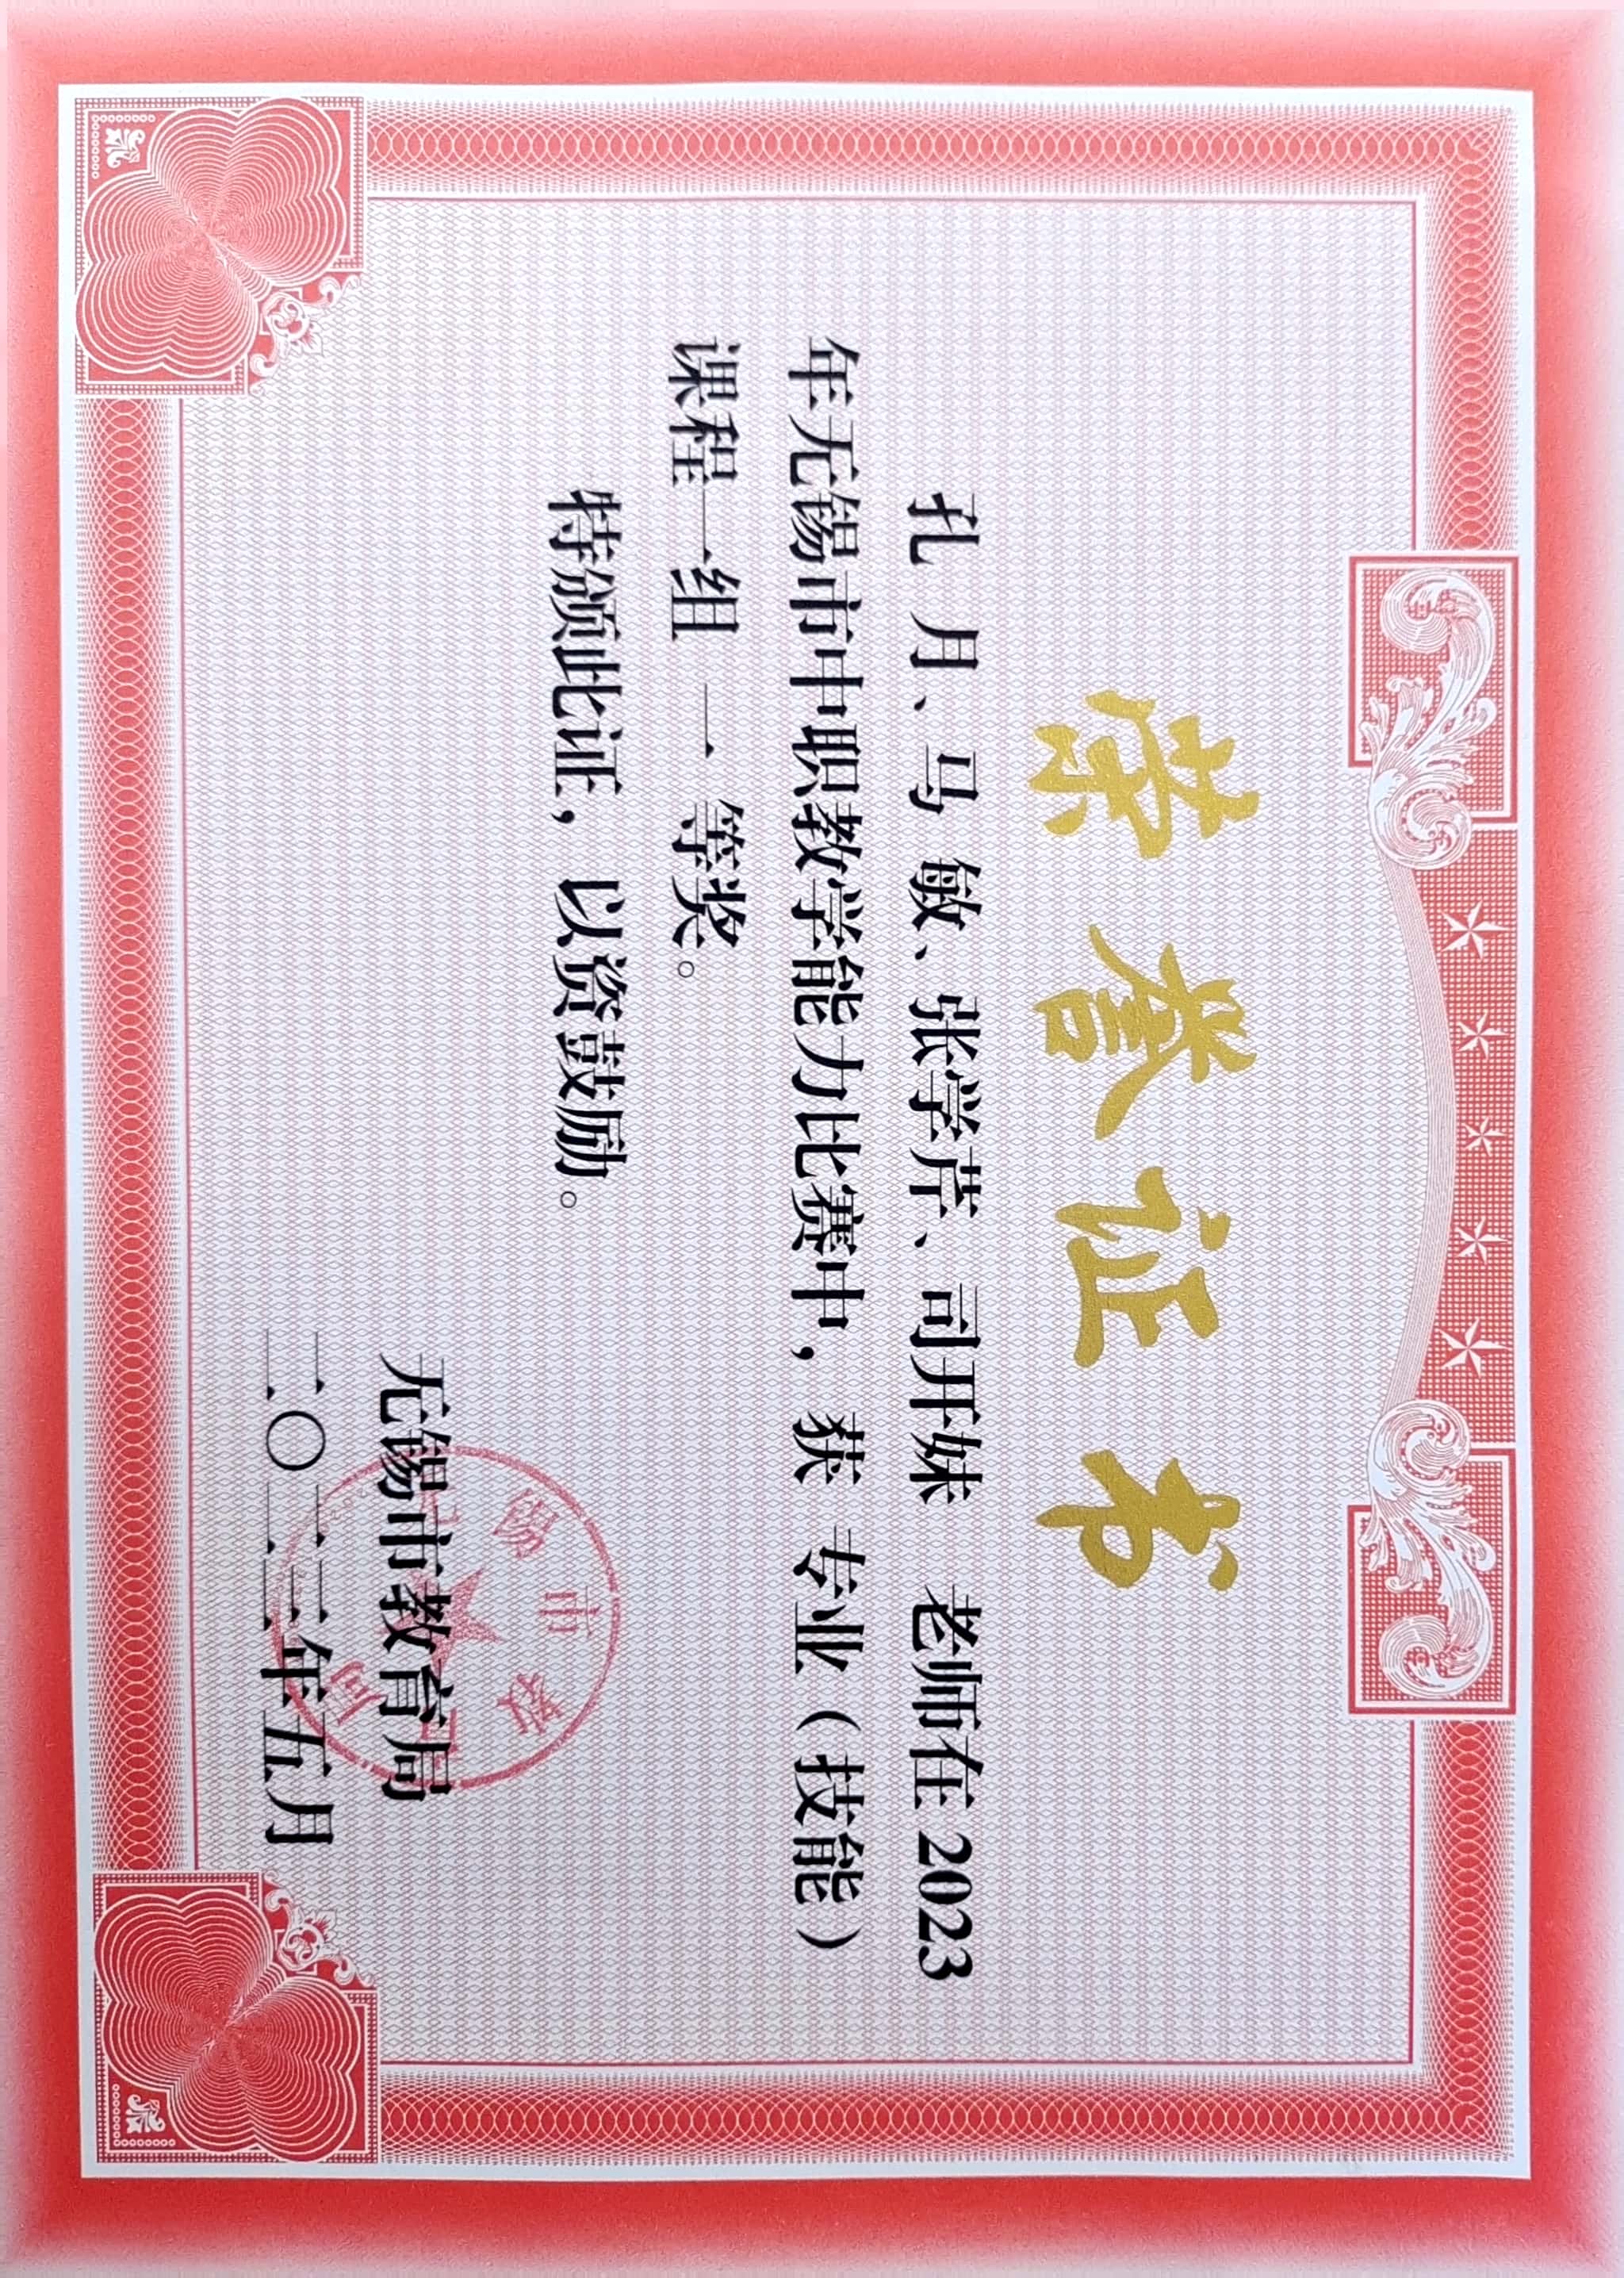 荣誉证书
孔月、马敏、张学芹、司开妹 老师在2023
年无锡市中职教学能力比赛中，获 专业（技能）
课程一组 一 等奖。
特颁此证，以资鼓励。
无锡市教育局
二〇二三年五月